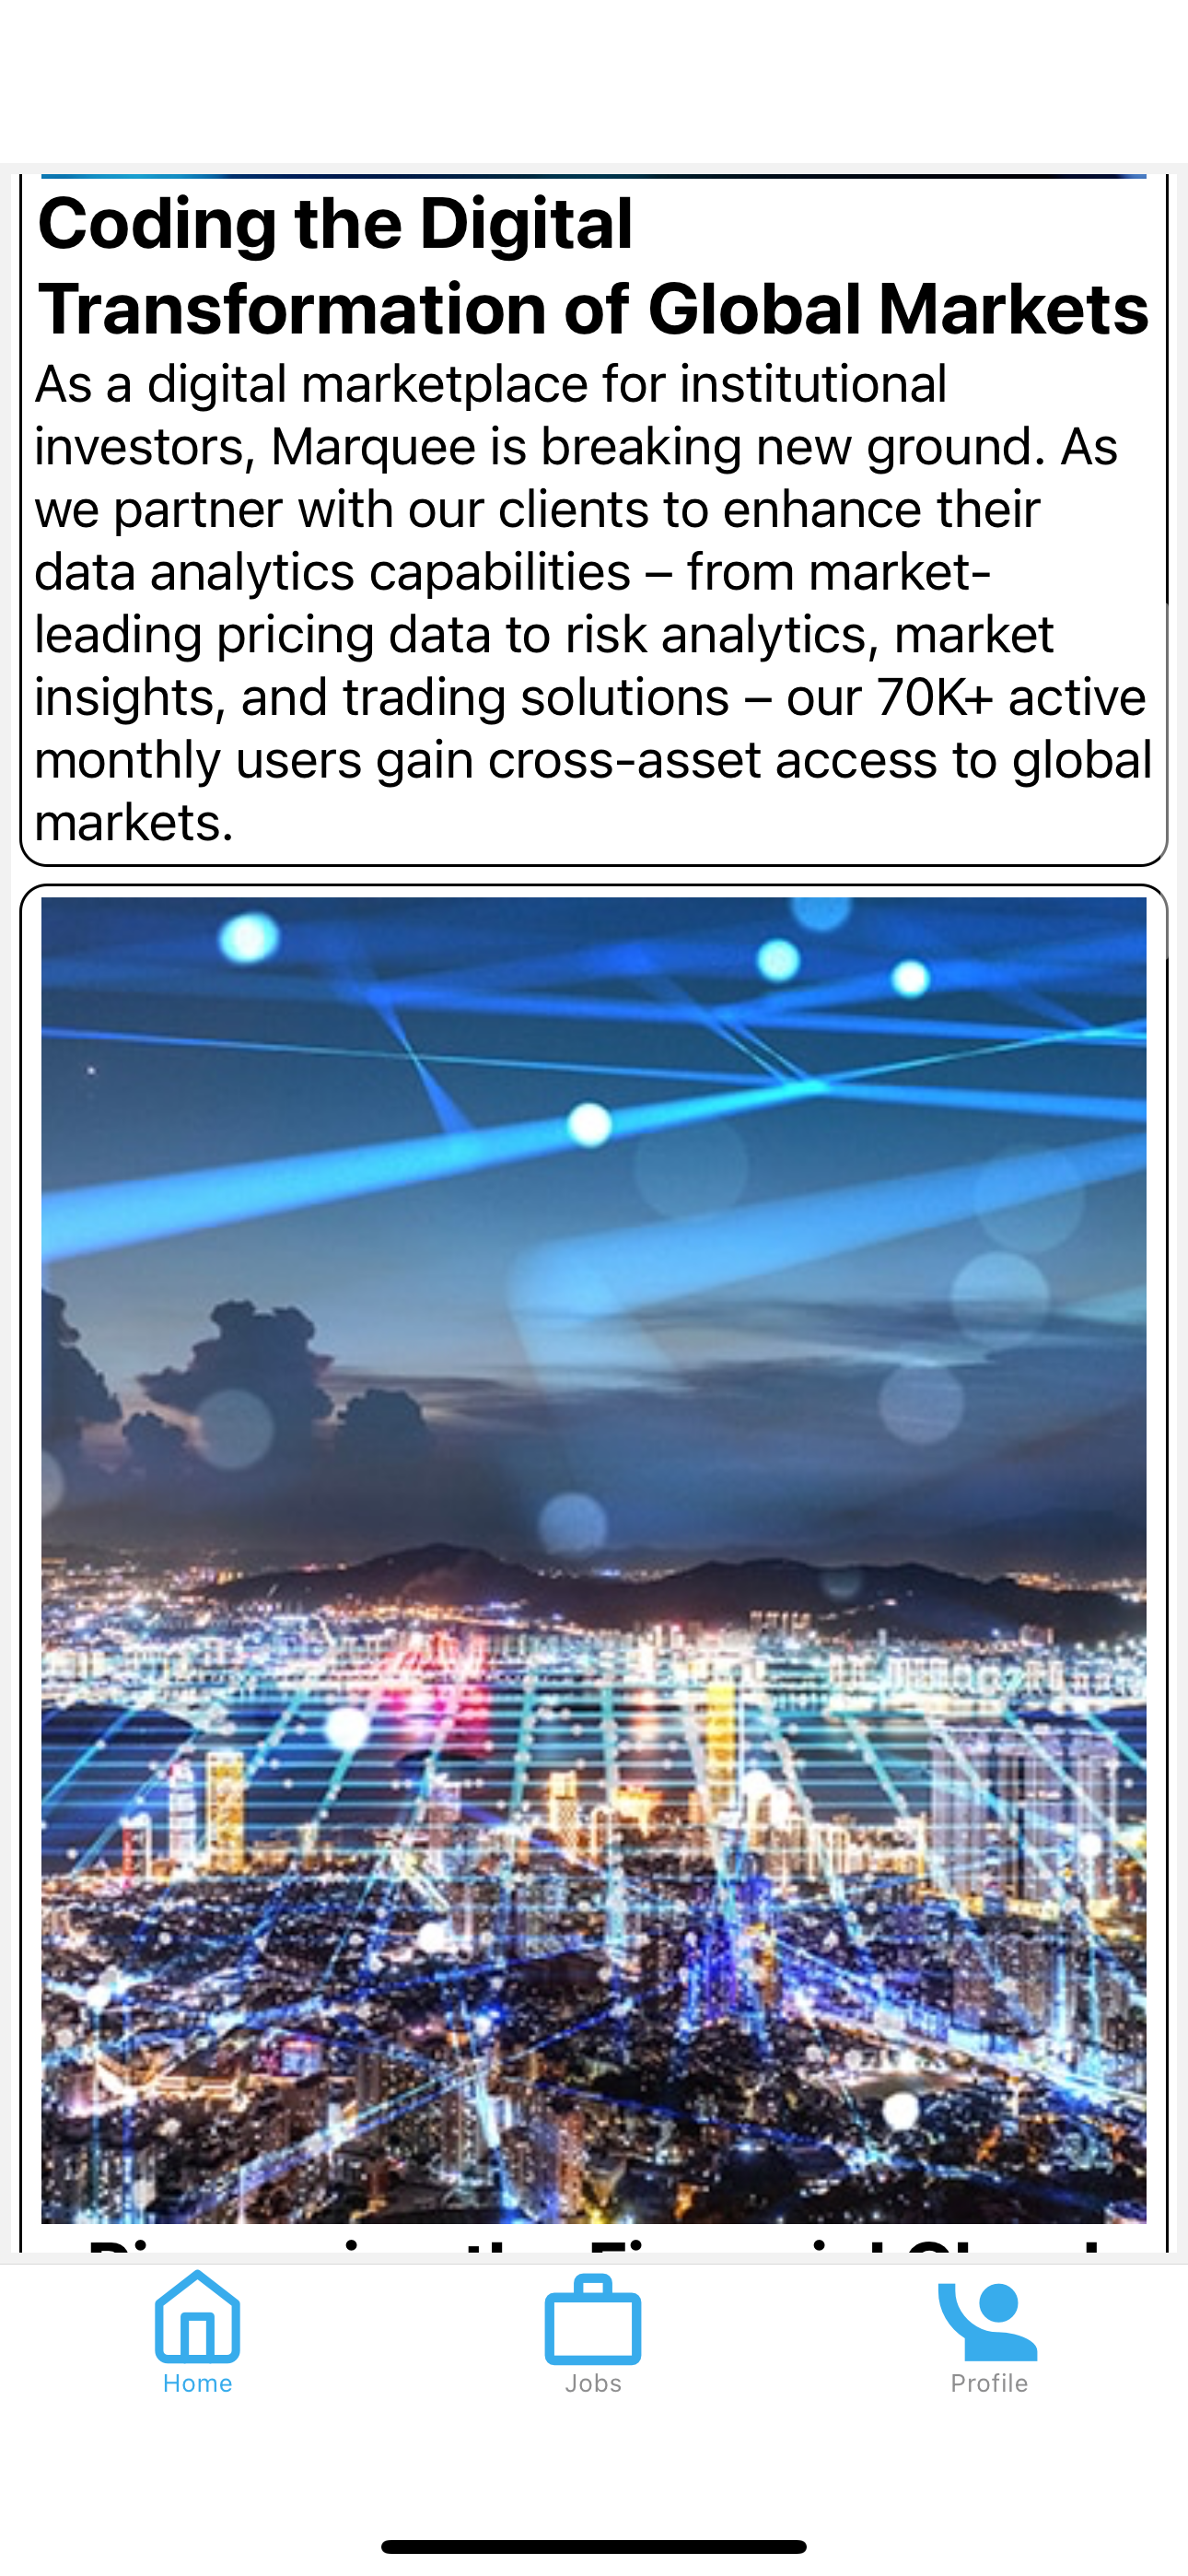 Coding the Digital
Transformation of Global Markets
As a digital marketplace for institutional
investors, Marquee is breaking new ground. As
we partner with our clients to enhance their
data analytics capabilities – from market-
leading pricing data to risk analytics, market
insights, and trading solutions – our 70K+ active
monthly users gain cross-asset access to global
markets.
Home
Jobs
Profile